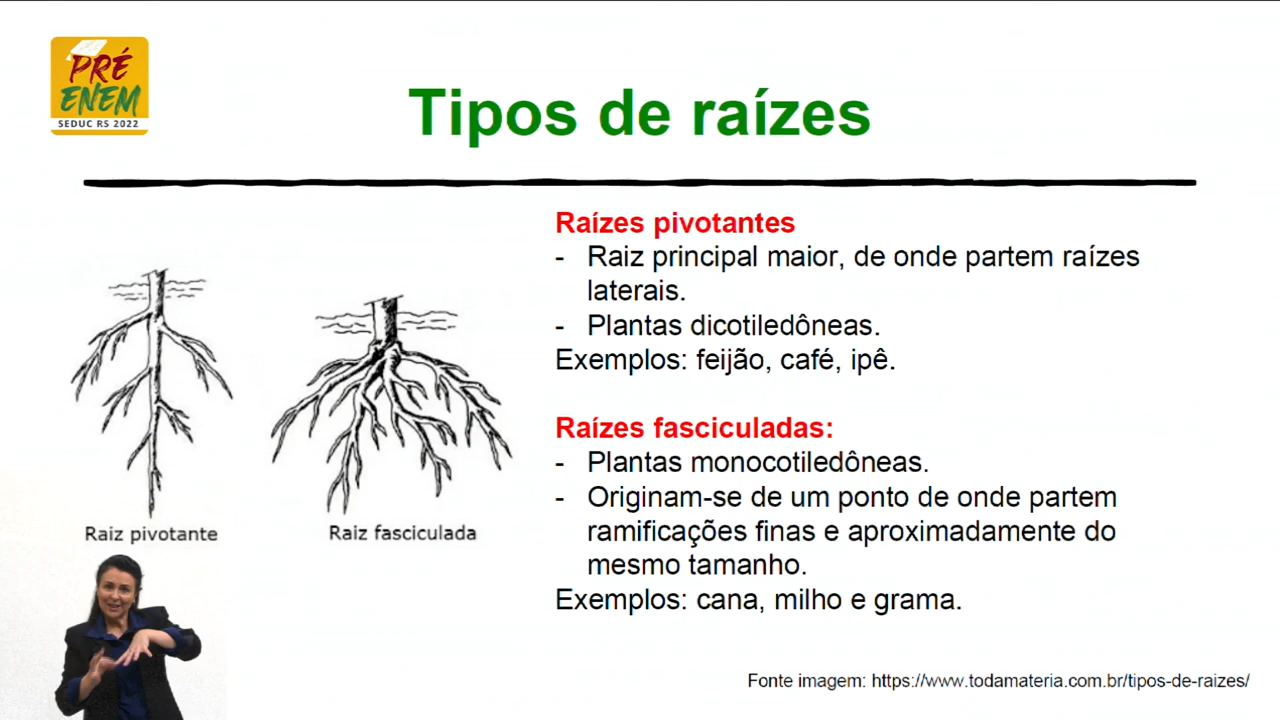 PRÉ
ENEM
SEDUC RS 2022
Tipos de raízes
Raízes pivotantes
- Raiz principal maior, de onde partem raízes
laterais.
- Plantas dicotiledôneas.
Exemplos: feijão, café, ipê.
Raízes fasciculadas:
- Plantas monocotiledôneas.
- Originam-se de um ponto de onde partem
ramificações finas e aproximadamente do
mesmo tamanho.
Exemplos: cana, milho e grama.
Raiz pivotante
Raiz fasciculada
Fonte imagem: https://www.todamateria.com.br/tipos-de-raizes/